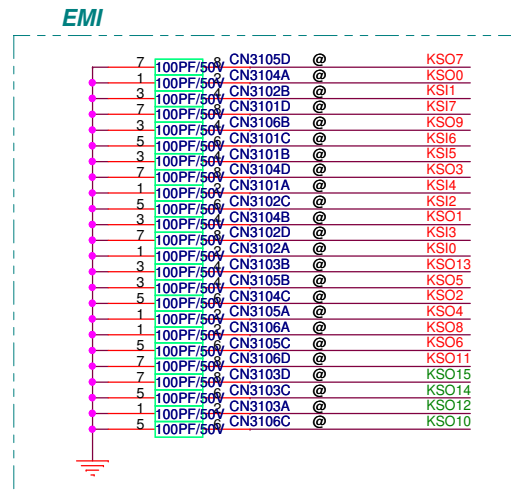 EMI
7 100PF/50V 8 CN3105D @ KSO7
1 100PF/50V 2 CN3104A @ KSO0
3 100PF/50V 4 CN3102B @ KSI1
7 100PF/50V 8 CN3101D @ KSI7
3 100PF/50V 4 CN3106B @ KSO9
5 100PF/50V 6 CN3101C @ KSI6
3 100PF/50V 4 CN3101B @ KSI5
7 100PF/50V 8 CN3104D @ KSO3
1 100PF/50V 2 CN3101A @ KSI4
5 100PF/50V 6 CN3102C @ KSI2
3 100PF/50V 4 CN3104B @ KSO1
7 100PF/50V 8 CN3102D @ KSI3
1 100PF/50V 2 CN3102A @ KSI0
3 100PF/50V 4 CN3103B @ KSO13
3 100PF/50V 4 CN3105B @ KSO5
5 100PF/50V 6 CN3104C @ KSO2
1 100PF/50V 2 CN3105A @ KSO4
1 100PF/50V 2 CN3106A @ KSO8
5 100PF/50V 6 CN3105C @ KSO6
7 100PF/50V 8 CN3106D @ KSO11
7 100PF/50V 8 CN3103D @ KSO15
5 100PF/50V 6 CN3103C @ KSO14
1 100PF/50V 2 CN3103A @ KSO12
5 100PF/50V 6 CN3106C @ KSO10